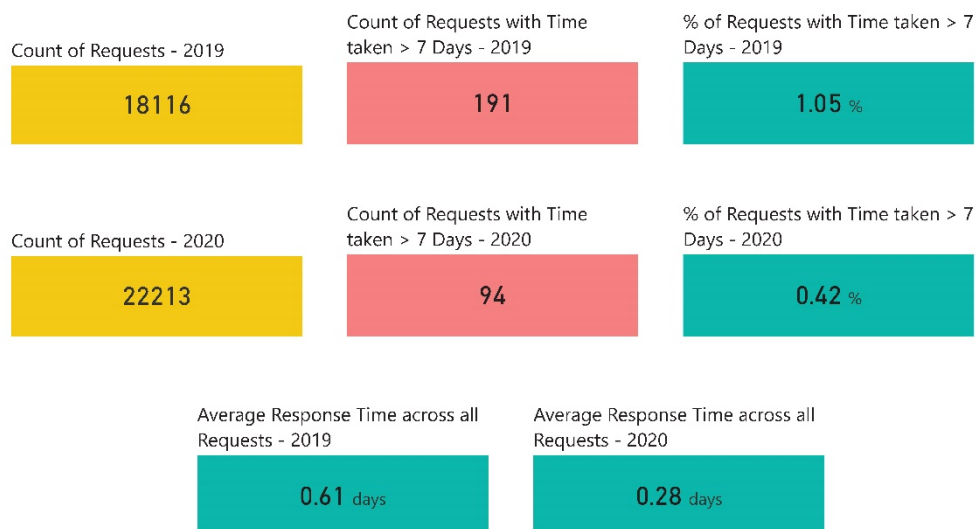 Count of Requests - 2019
18116
Count of Requests with Time
taken > 7 Days - 2019
191
% of Requests with Time taken > 7
Days - 2019
1.05 %
Count of Requests - 2020
22213
Count of Requests with Time
taken > 7 Days - 2020
94
% of Requests with Time taken > 7
Days - 2020
0.42 %
Average Response Time across all
Requests - 2019
0.61 days
Average Response Time across all
Requests - 2020
0.28 days